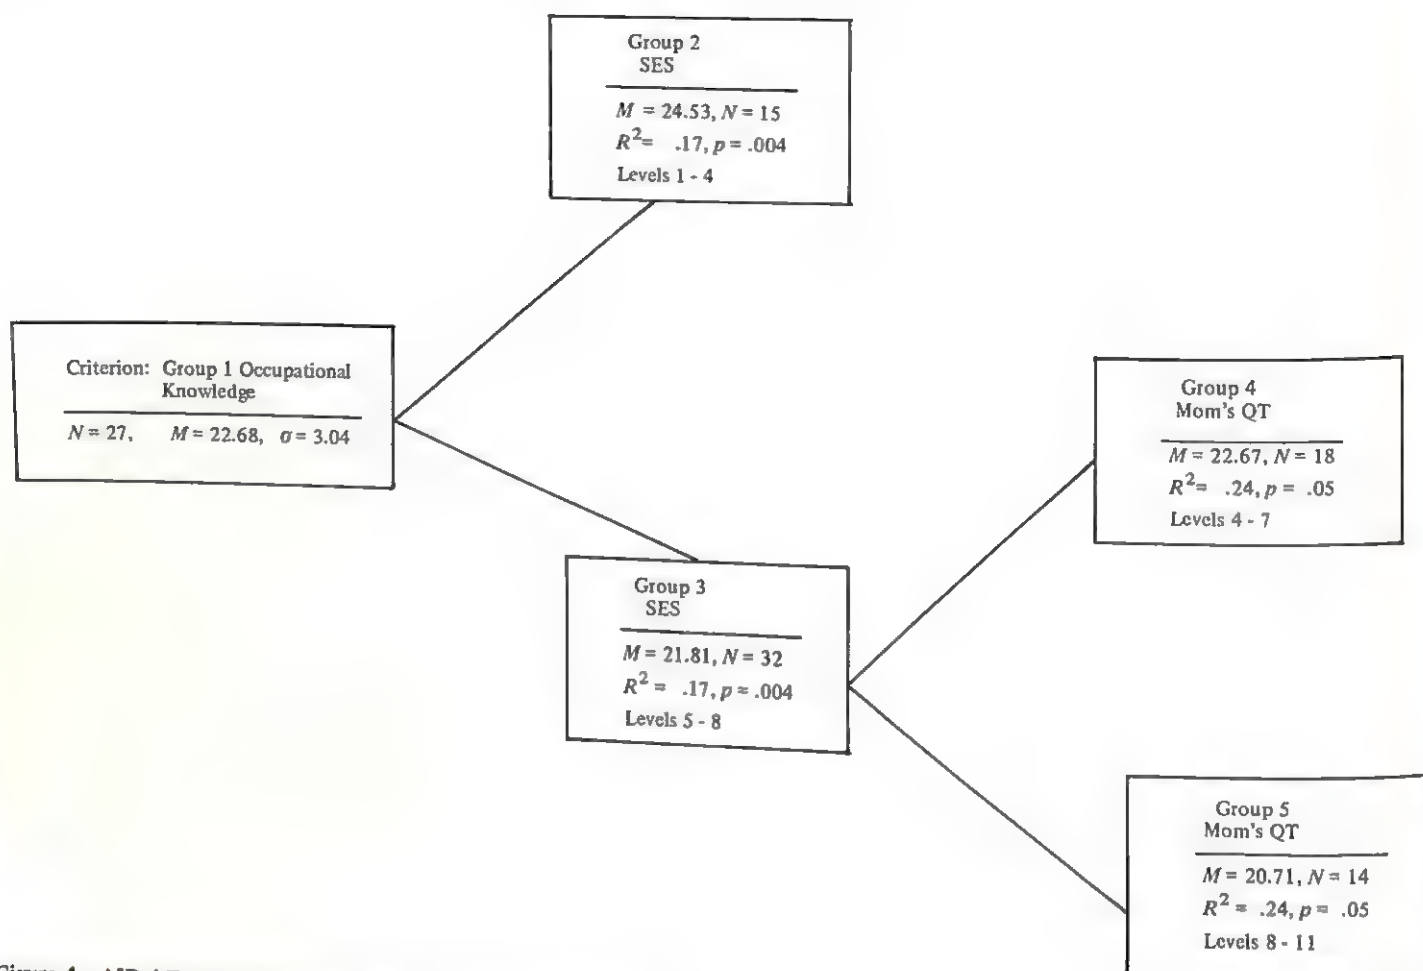 Group 2
SES
M = 24.53, N = 15
R² = .17, p = .004
Levels 1 - 4
Criterion: Group 1 Occupational
Knowledge
N = 27, M = 22.68, σ = 3.04
Group 4
Mom's QT
M = 22.67, N = 18
R² = .24, p = .05
Levels 4 - 7
Group 3
SES
M = 21.81, N = 32
R² = .17, p = .004
Levels 5 - 8
Group 5
Mom's QT
M = 20.71, N = 14
R² = .24, p = .05
Levels 8 - 11